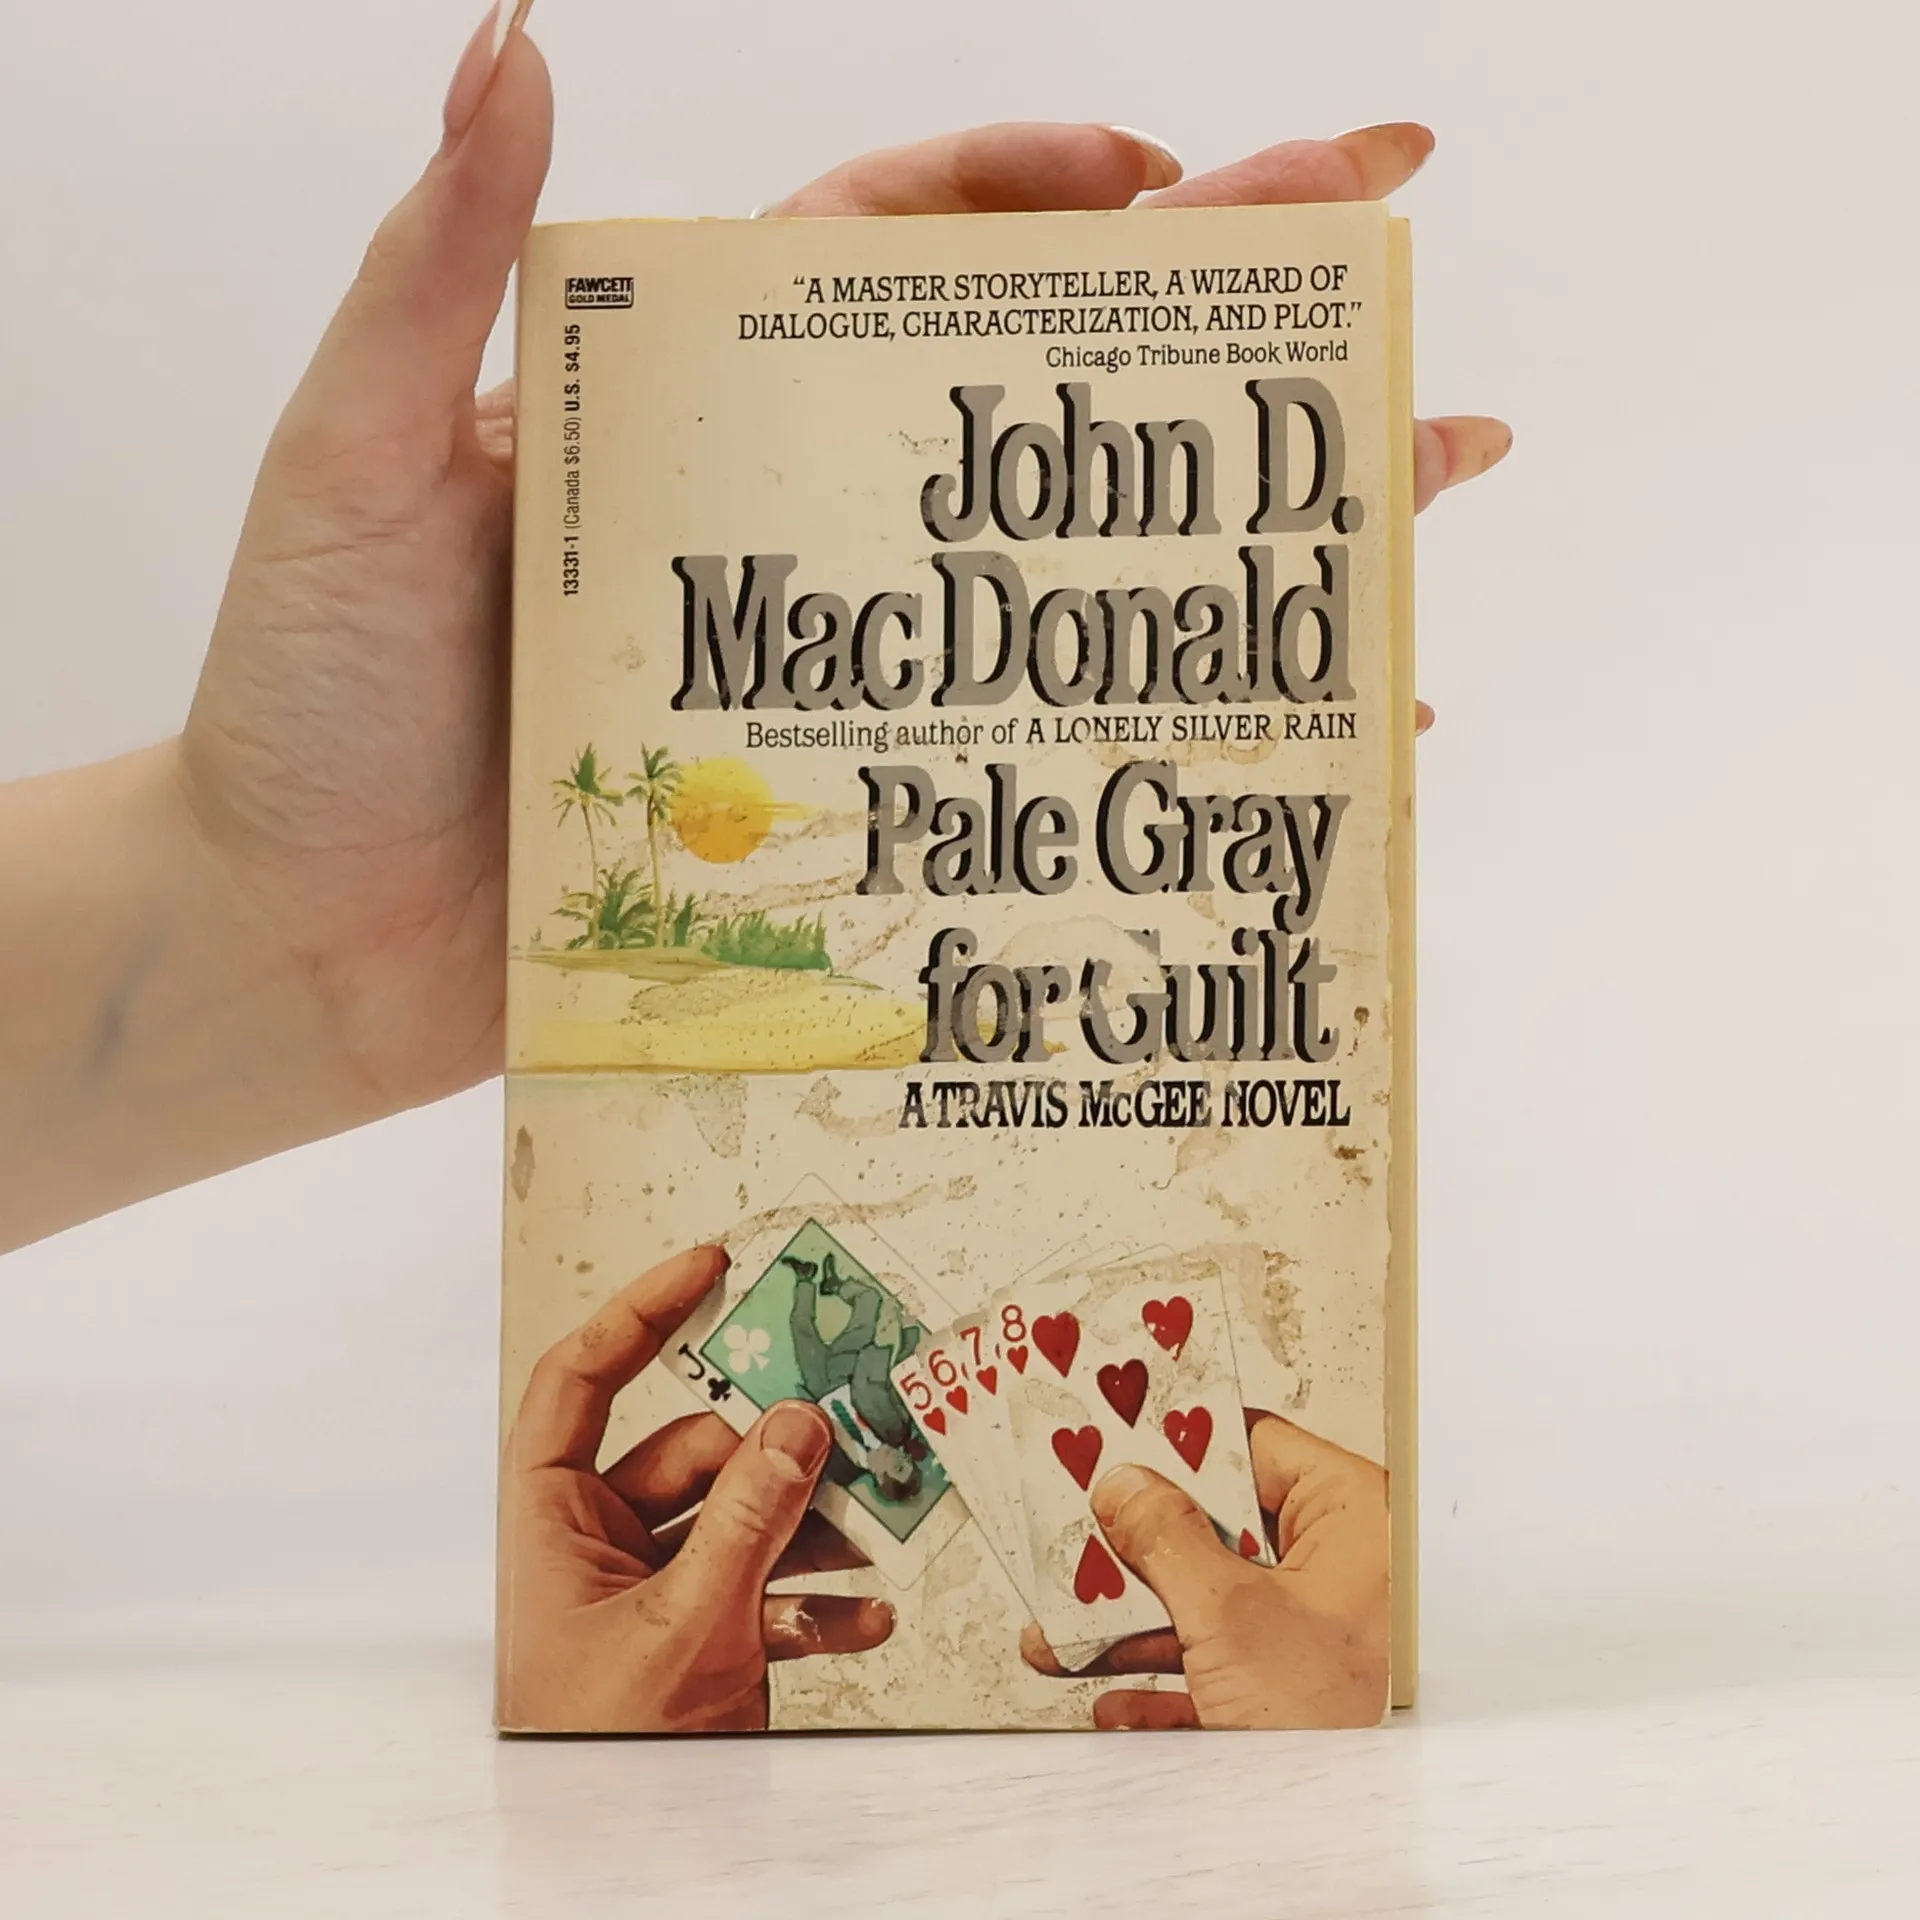 FAWCETT
GOLD MEDAL
13331-1 (Canada $6.50) U.S. $4.95
“A MASTER STORYTELLER, A WIZARD OF
DIALOGUE, CHARACTERIZATION, AND PLOT.”
Chicago Tribune Book World
John D.
MacDonald
Bestselling author of A LONELY SILVER RAIN
Pale Gray
for Guilt
A TRAVIS McGEE NOVEL
J
5 6 7 8